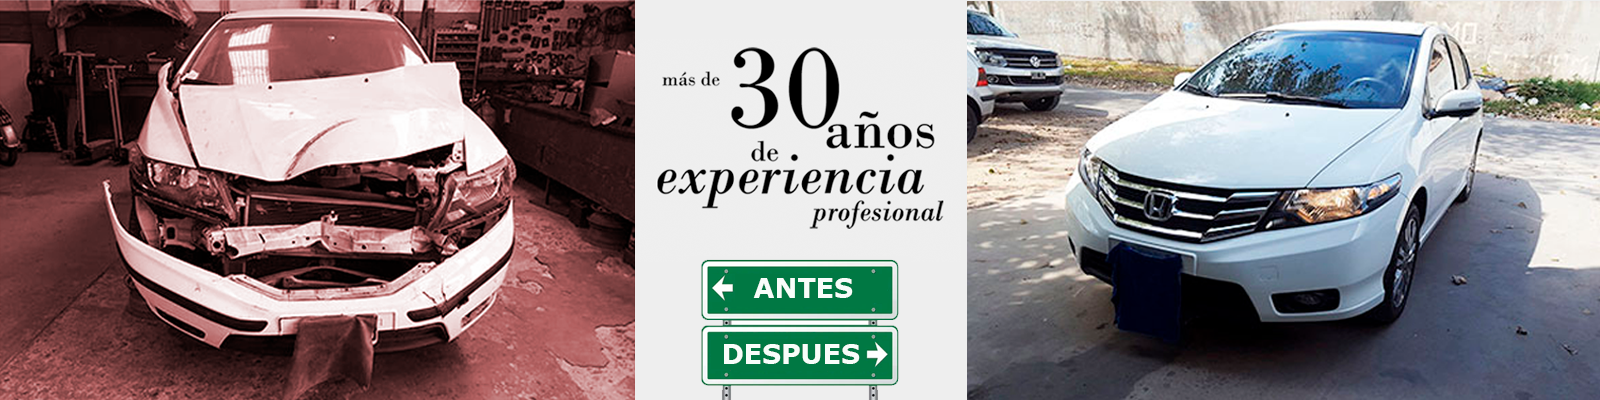 más de 30 años
de
experiencia
profesional
ANTES
DESPUES